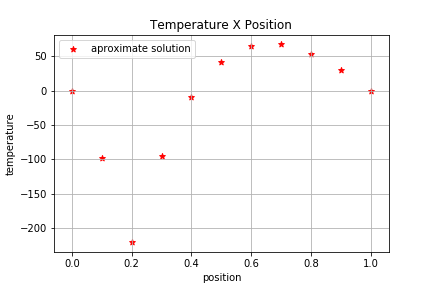 Temperature X Position
aproximate solution
temperature
50
0
−50
−100
−150
−200
0.0 0.2 0.4 0.6 0.8 1.0
position